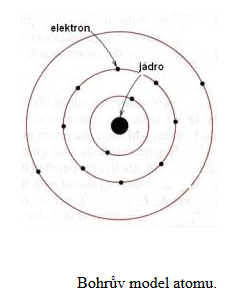 elektron
jádro
Bohrův model atomu.